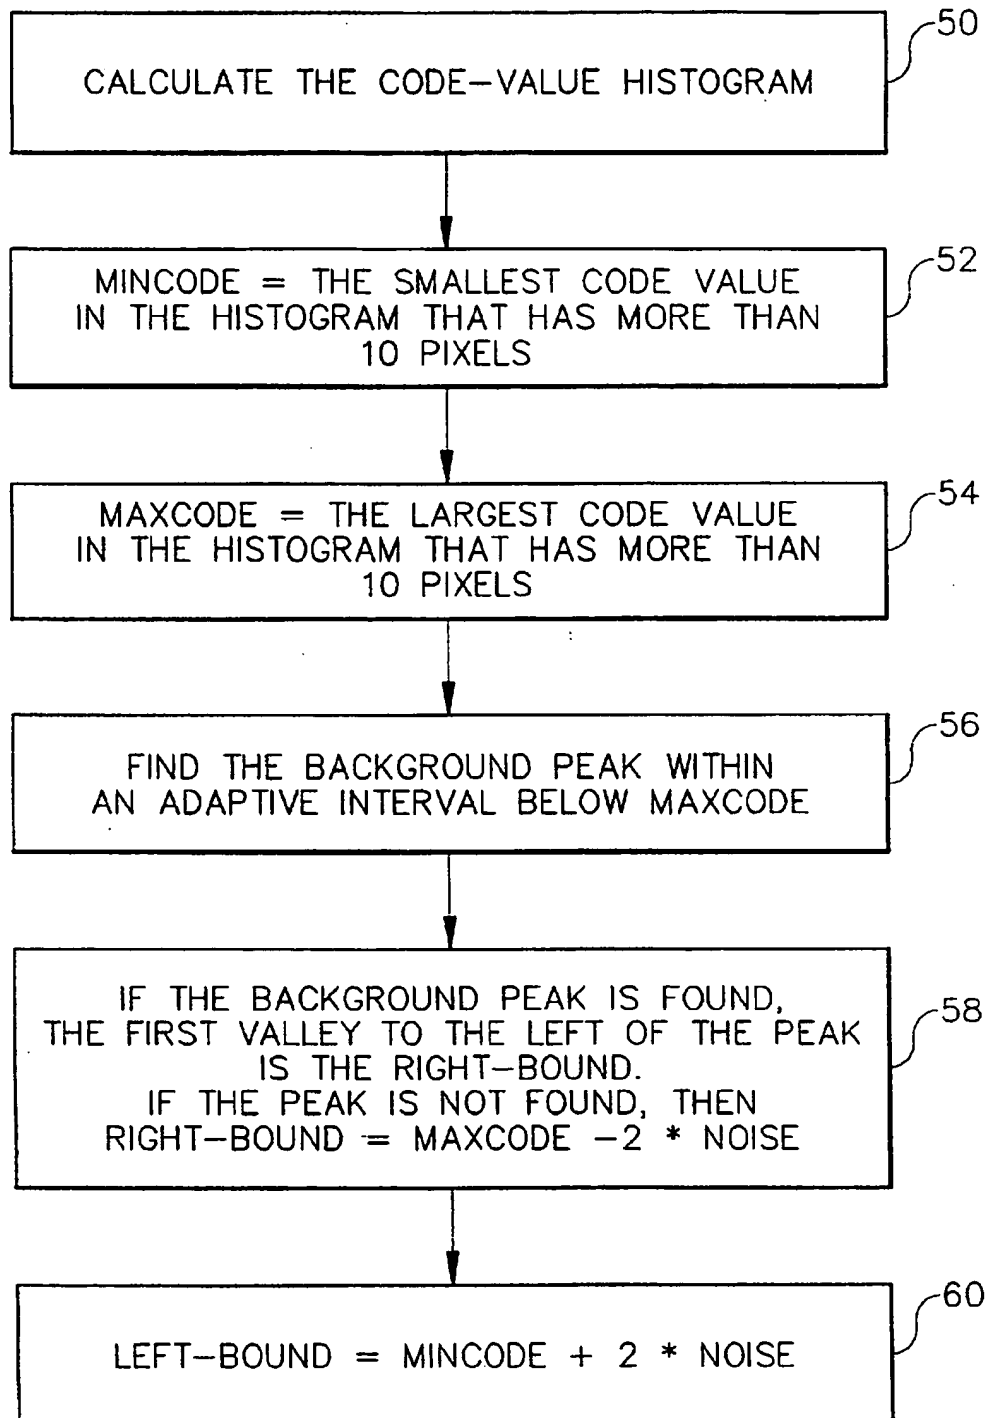 50
CALCULATE THE CODE-VALUE HISTOGRAM
52
MINCODE = THE SMALLEST CODE VALUE
IN THE HISTOGRAM THAT HAS MORE THAN
10 PIXELS
54
MAXCODE = THE LARGEST CODE VALUE
IN THE HISTOGRAM THAT HAS MORE THAN
10 PIXELS
56
FIND THE BACKGROUND PEAK WITHIN
AN ADAPTIVE INTERVAL BELOW MAXCODE
58
IF THE BACKGROUND PEAK IS FOUND,
THE FIRST VALLEY TO THE LEFT OF THE PEAK
IS THE RIGHT-BOUND.
IF THE PEAK IS NOT FOUND, THEN
RIGHT-BOUND = MAXCODE -2 * NOISE
60
LEFT-BOUND = MINCODE + 2 * NOISE